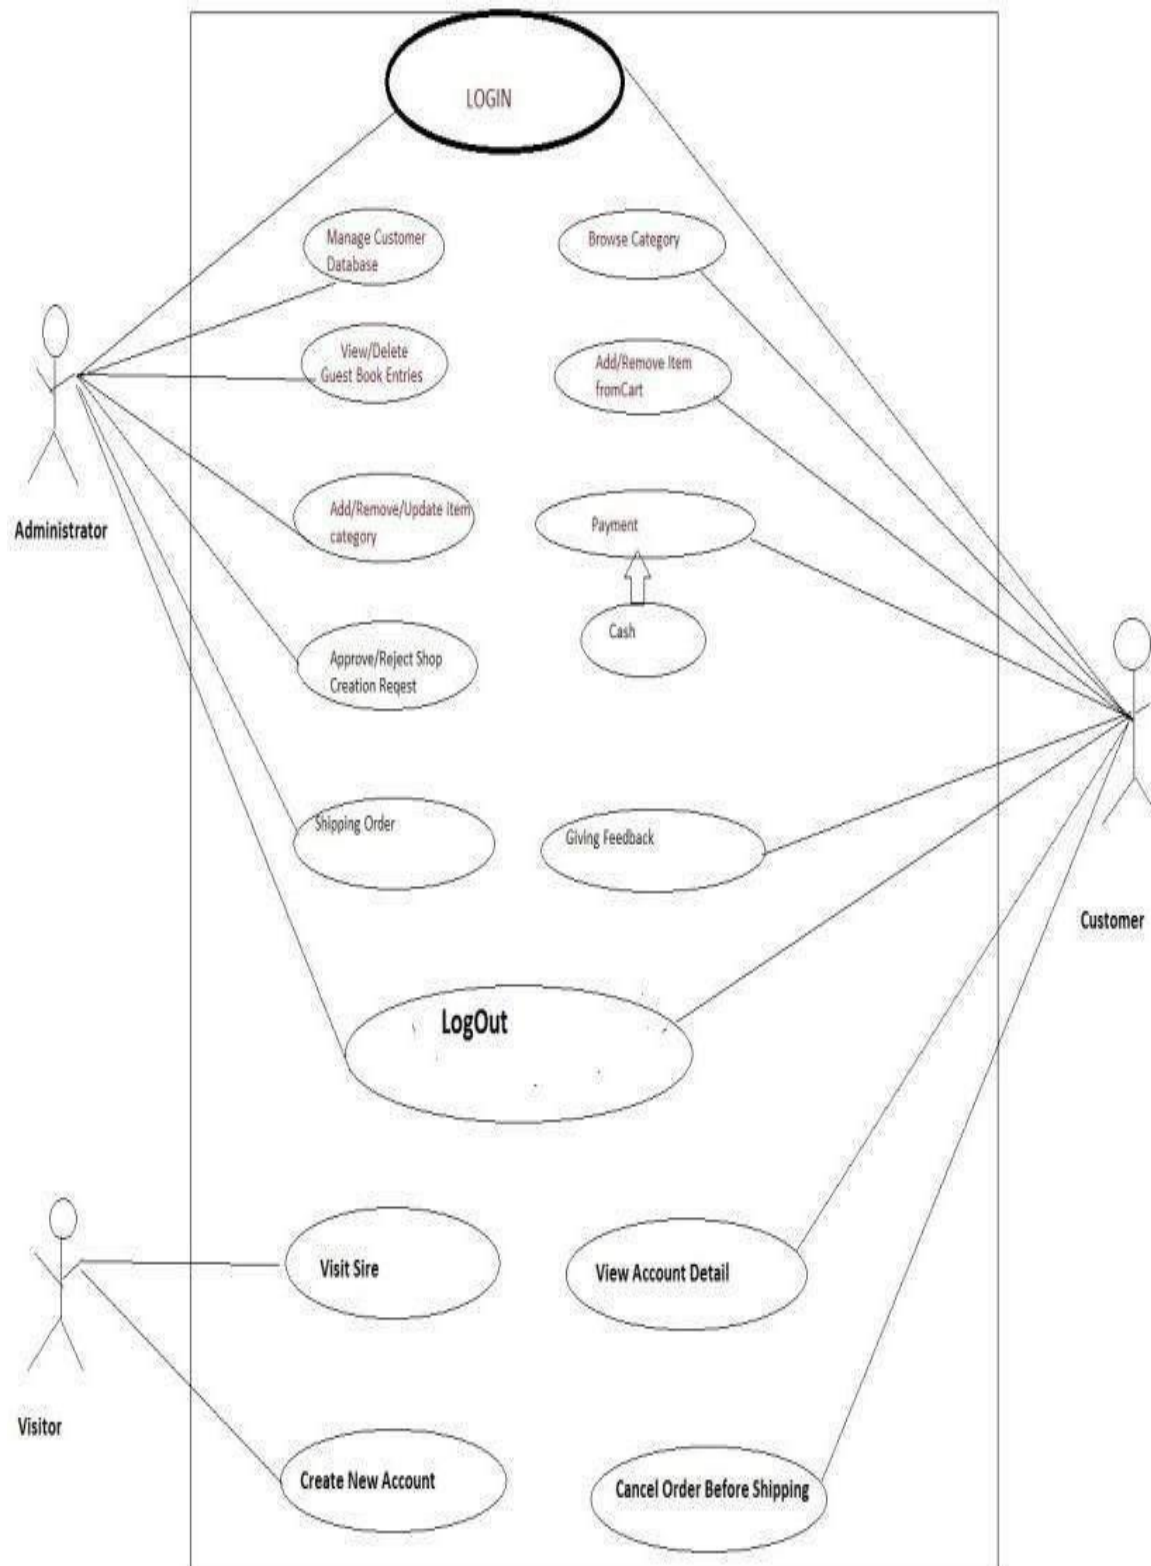 LOGIN
Manage Customer
Database
Browse Category
View/Delete
Guest Book Entries
Add/Remove Item
fromCart
Administrator
Add/Remove/Update item
category
Payment
Cash
Approve/Reject Shop
Creation Reqest
Shipping Order
Giving Feedback
Customer
LogOut
Visit Sire
View Account Detail
Visitor
Create New Account
Cancel Order Before Shipping